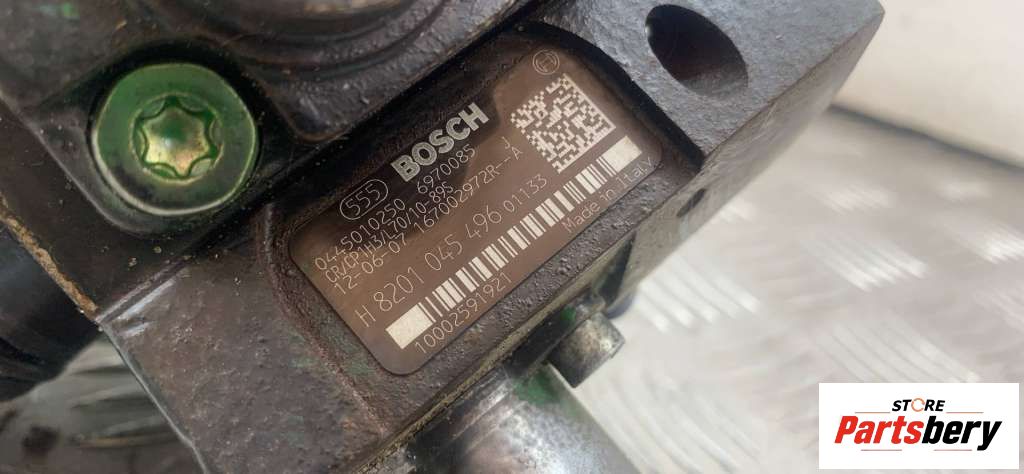 BOSCH
555 6970085
0445010250
CR/CP1H3/L70/10-895
12-06-07 167002972R--A
H 8201 045 496 01133
10002591921
Made in Italy
STORE
Partsbery